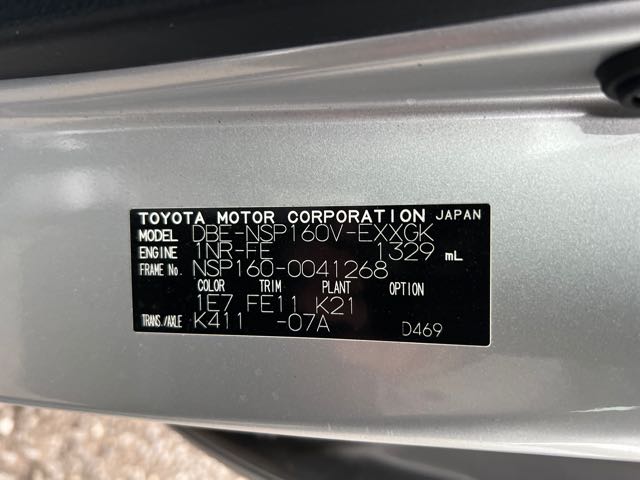 TOYOTA MOTOR CORPORATION JAPAN
MODEL DBE-NSP160V-EXXGK
ENGINE 1NR-FE 1329 mL
FRAME No. NSP160-0041268
COLOR TRIM PLANT OPTION
1E7 FE11 K21
TRANS./AXLE K411 -07A D469